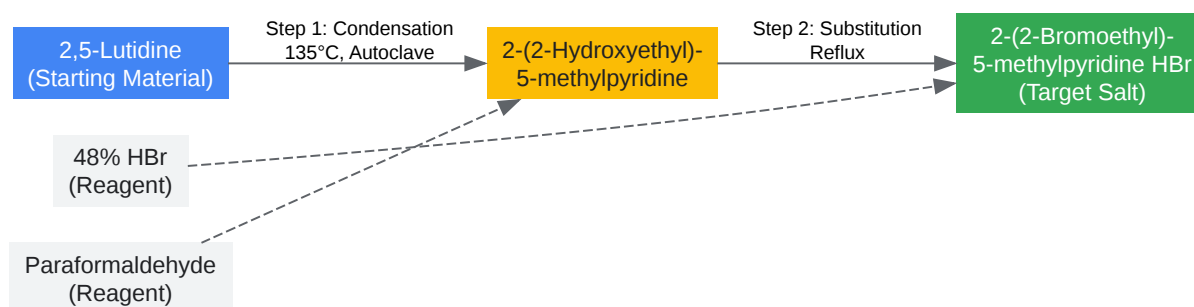 2,5-Lutidine
(Starting Material)
Step 1: Condensation
135°C, Autoclave
2-(2-Hydroxyethyl)-
5-methylpyridine
Step 2: Substitution
Reflux
2-(2-Bromoethyl)-
5-methylpyridine HBr
(Target Salt)
48% HBr
(Reagent)
Paraformaldehyde
(Reagent)